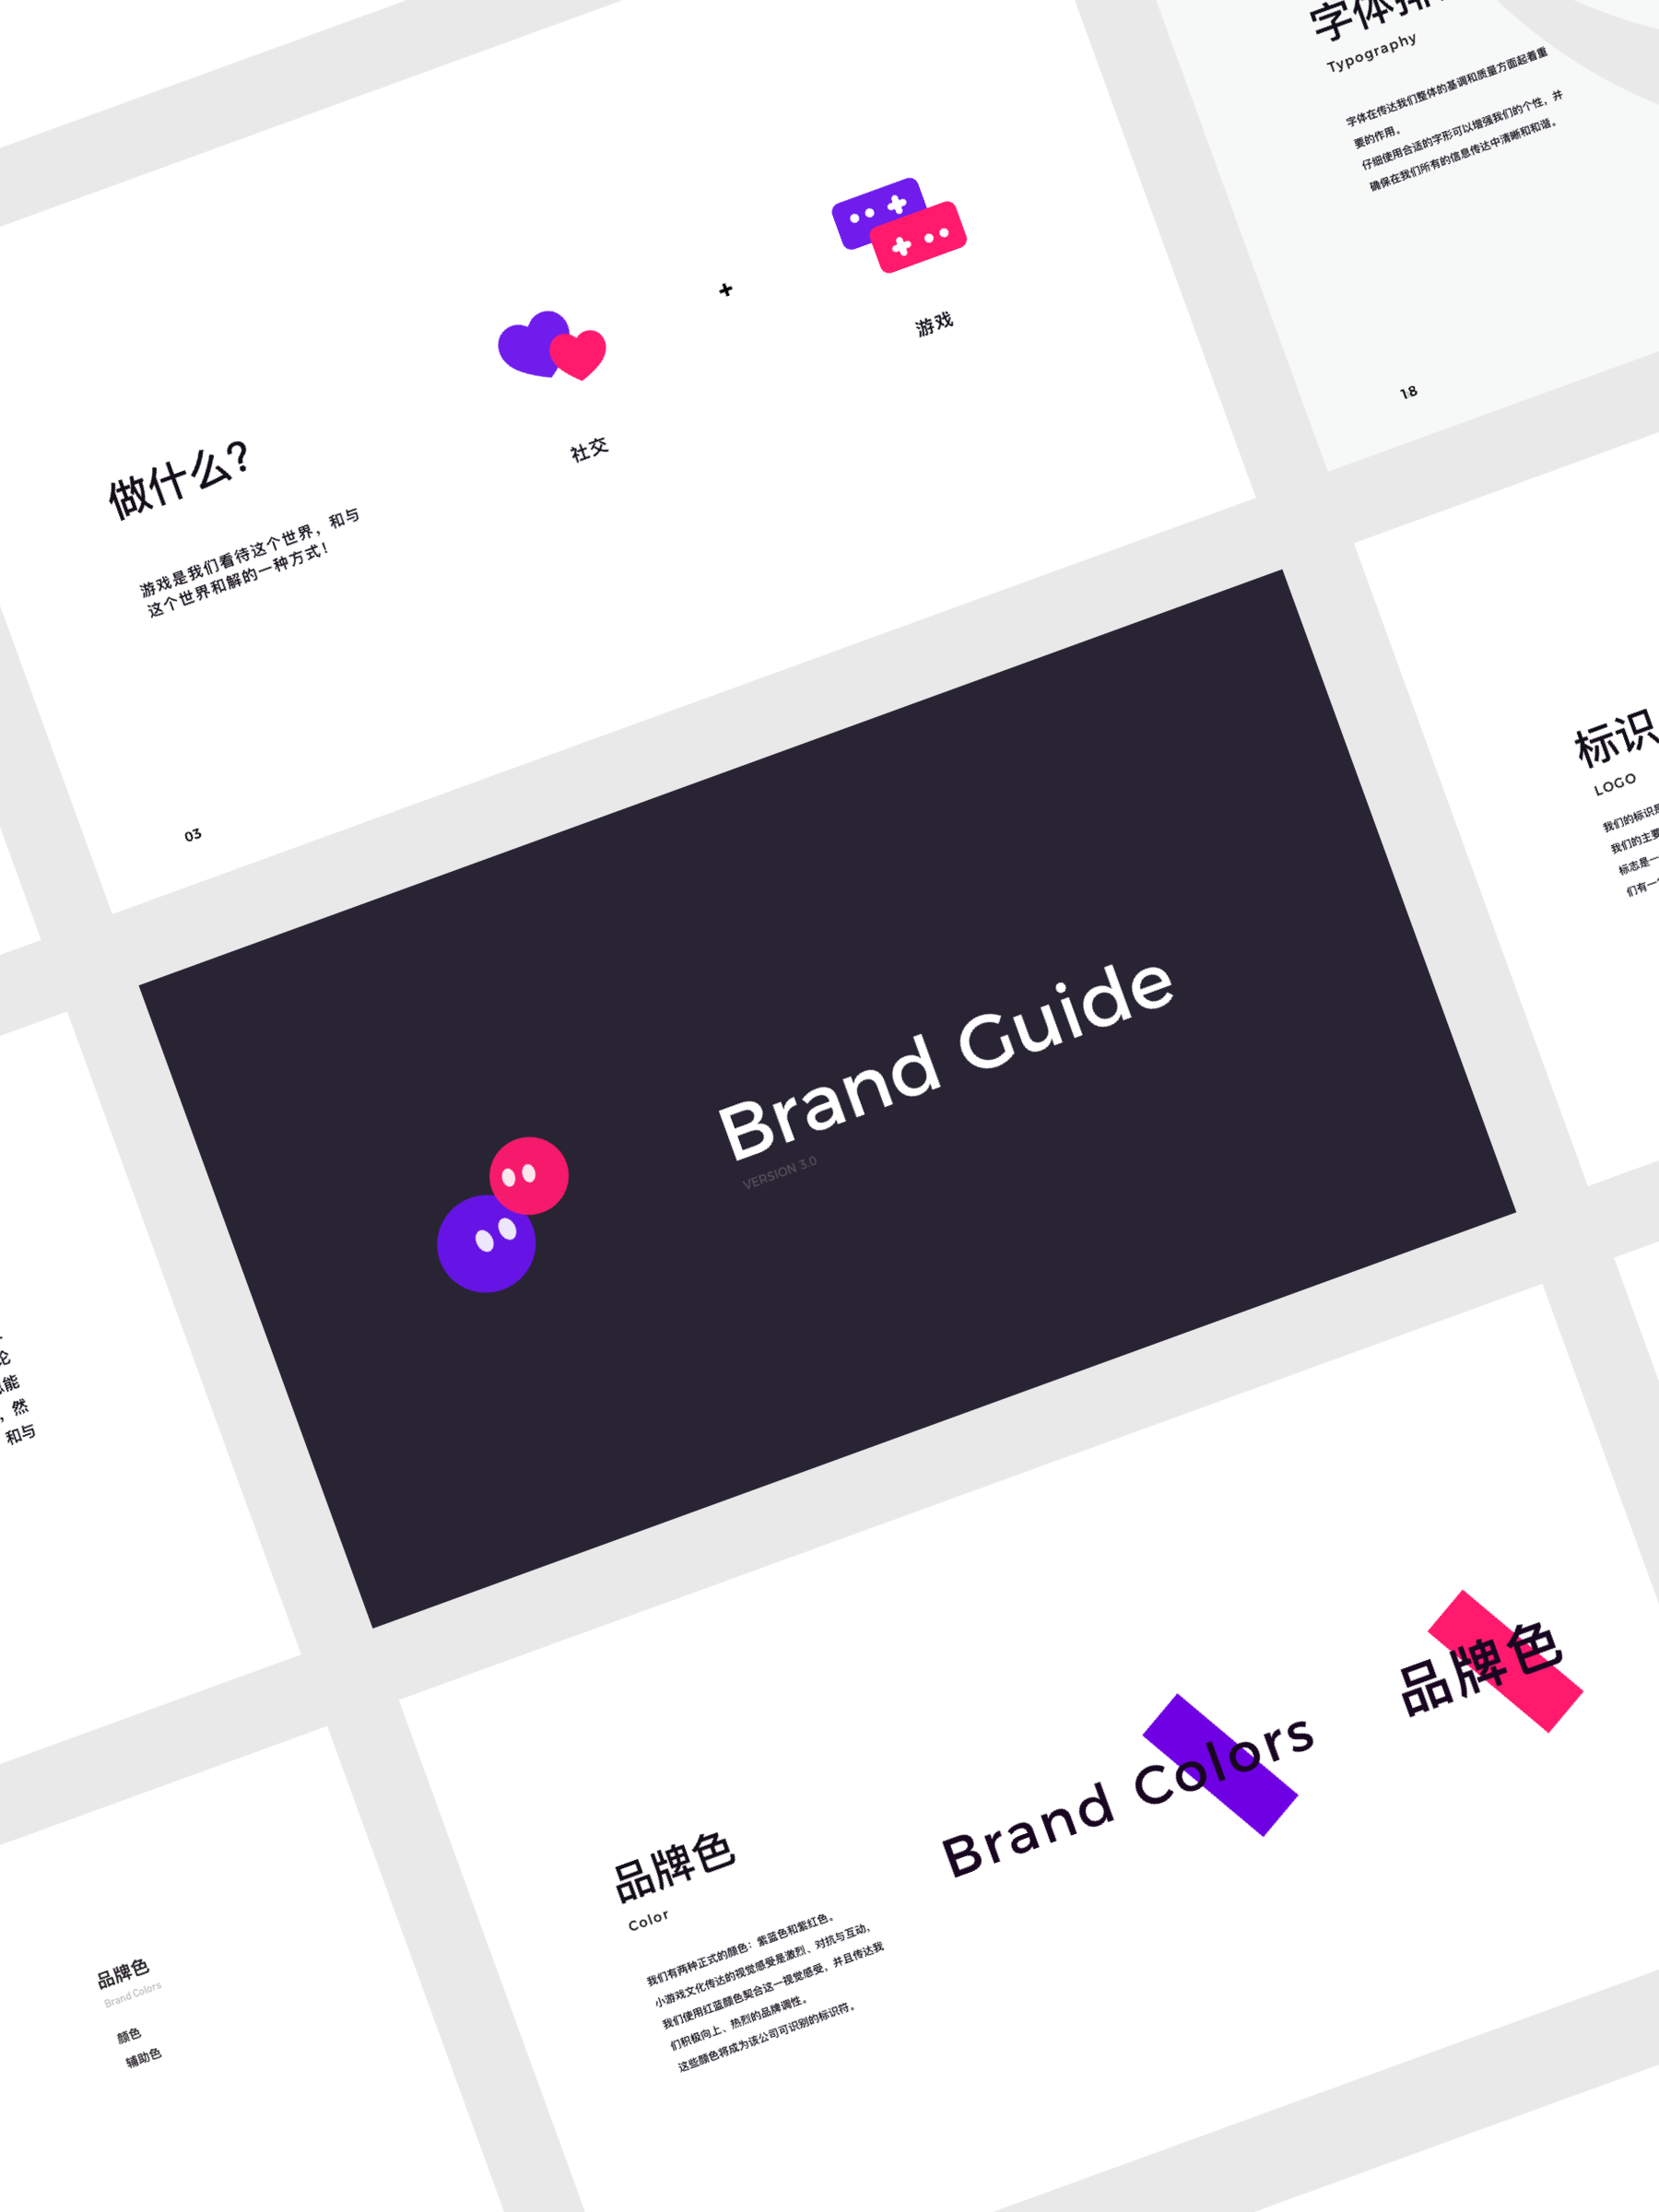 字体
Typography
字体在传达我们整体的基调和质量方面起着重
要的作用。
仔细使用合适的字形可以增强我们的个性，并
确保在我们所有的信息传达中清晰和和谐。
18
+
游戏
社交
做什么？
游戏是我们看待这个世界，和与
这个世界和解的一种方式！
03
标识
LOGO
我们的标识
我们的主要
标志是一
们有一
Brand Guide
VERSION 3.0
能
，然
和与
品牌色
Brand Colors
品牌色
Color
我们有两种正式的颜色：紫蓝色和紫红色。
小游戏文化传达的视觉感受是激烈、对抗与互动，
我们使用红蓝颜色契合这一视觉感受，并且传达我
们积极向上、热烈的品牌调性。
这些颜色将成为该公司可识别的标识符。
品牌色
Brand Colors
颜色
辅助色